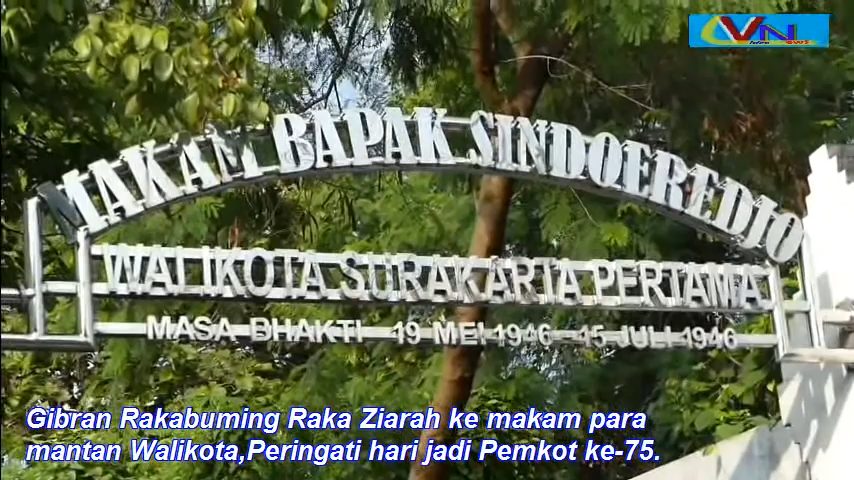 VN
MAKAM BAPAK SINDOEREDJO
WALIKOTA SURAKARTA PERTAMA
MASA BHAKTI 19 MEI 1946 - 15 JULI 1946
Gibran Rakabuming Raka Ziarah ke makam para
mantan Walikota,Peringati hari jadi Pemkot ke-75.